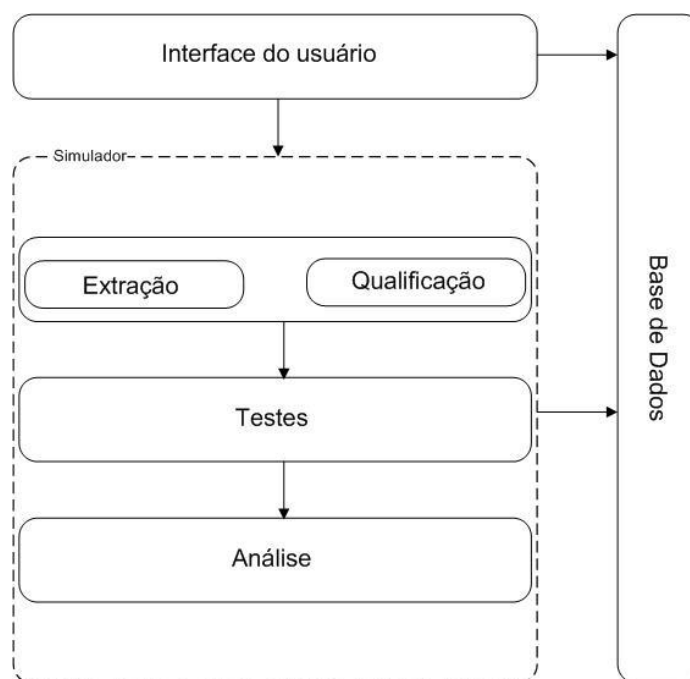 Interface do usuário
Simulador
Extração
Qualificação
Testes
Análise
Base de Dados